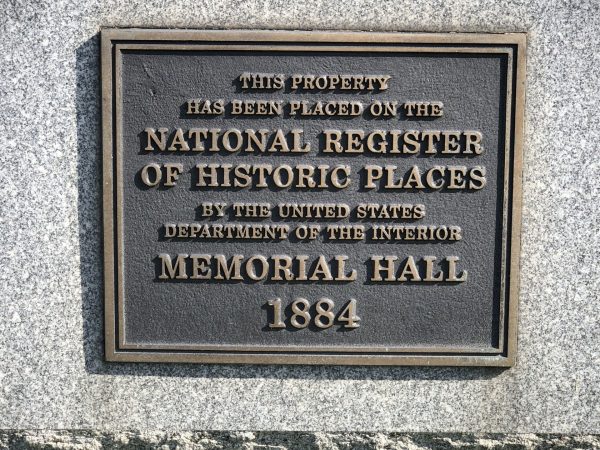 THIS PROPERTY
HAS BEEN PLACED ON THE
NATIONAL REGISTER
OF HISTORIC PLACES
BY THE UNITED STATES
DEPARTMENT OF THE INTERIOR
MEMORIAL HALL
1884